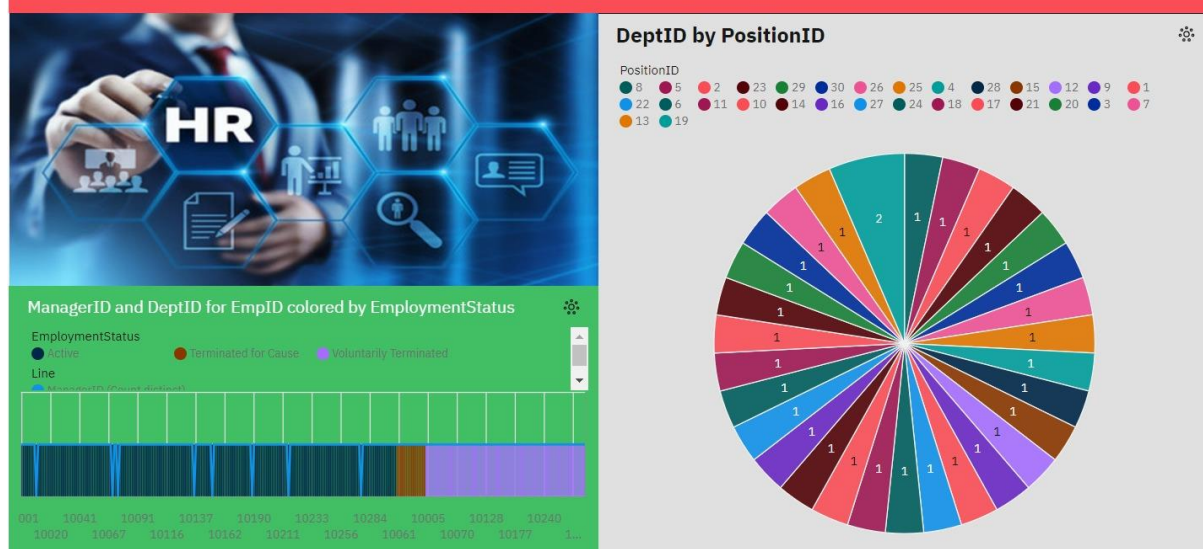 HR
DeptID by PositionID
PositionID
8 5 2 23 29 30 26 25 4 28 15 12 9 1
22 6 11 10 14 16 27 24 18 17 21 20 3 7
13 19
2 1 1 1 1 1 1 1 1 1 1 1 1 1 1 1 1 1 1 1 1 1 1 1 1 1 1 1 1 1
ManagerID and DeptID for EmpID colored by EmploymentStatus
EmploymentStatus
Active Terminated for Cause Voluntarily Terminated
Line
ManagerID (Count distinct)
001 10041 10091 10137 10190 10233 10284 10005 10128 10240
10020 10067 10116 10162 10211 10256 10061 10070 10177 1...